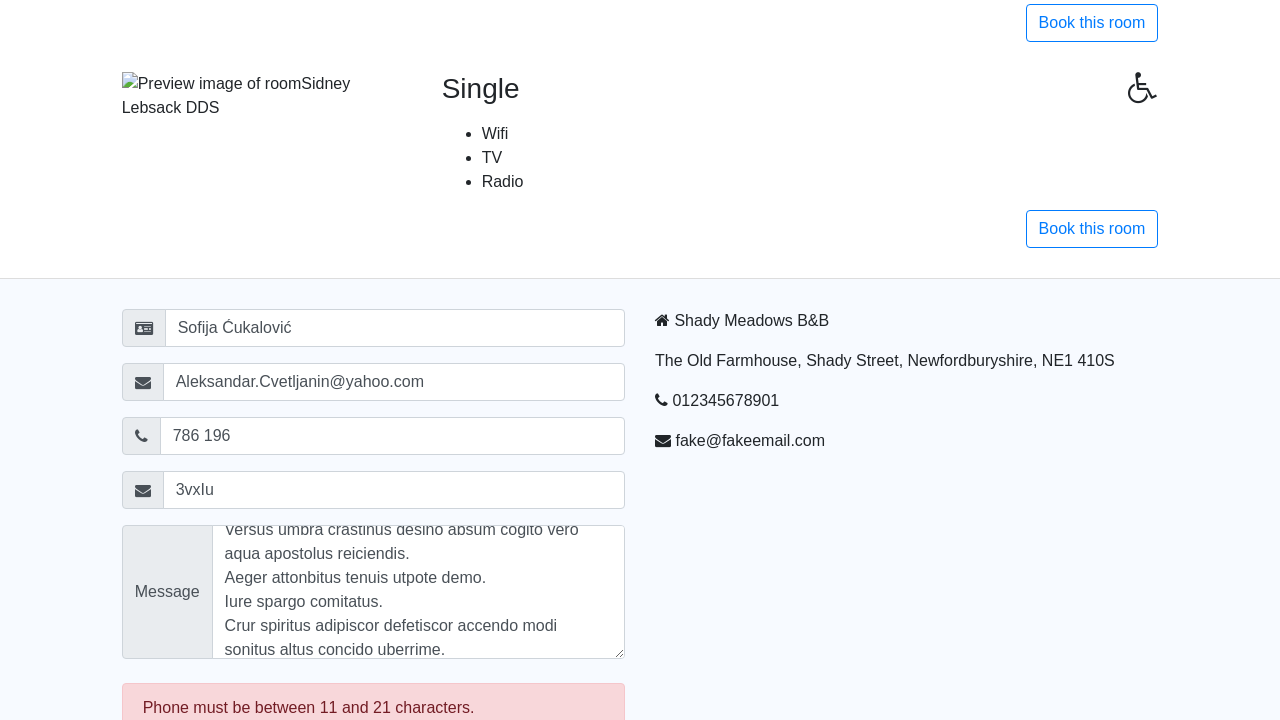 Book this room
Preview image of roomSidney
Lebsack DDS
Single
Wifi
TV
Radio
Book this room
Sofija Ćukalović
Aleksandar.Cvetljanin@yahoo.com
786 196
3vxIu
Message
Versus umbra crastinus desino absum cogito vero
aqua apostolus reiciendis.
Aeger attonbitus tenuis utpote demo.
Iure spargo comitatus.
Crur spiritus adipiscor defetiscor accendo modi
sonitus altus concido uberrime.
Phone must be between 11 and 21 characters.
Shady Meadows B&B
The Old Farmhouse, Shady Street, Newfordburyshire, NE1 410S
012345678901
fake@fakeemail.com